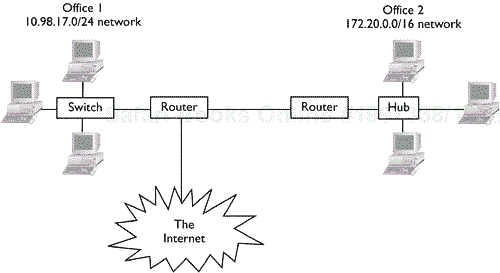 Office 1
10.98.17.0/24 network
Office 2
172.20.0.0/16 network
Switch
Router
Router
Hub
The
Internet